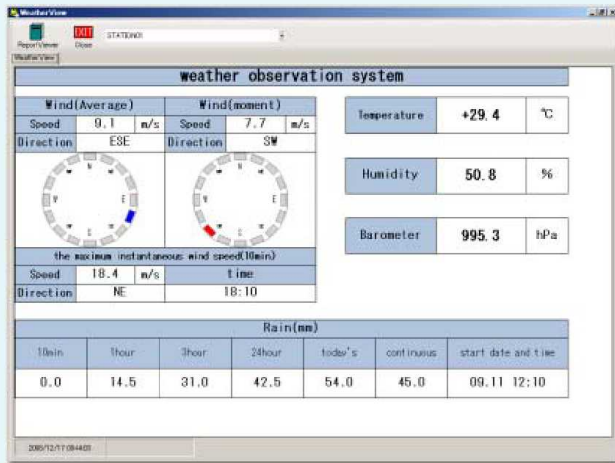 WeatherView
EXIT
STATION01
ReportViewer Close
WeatherView
weather observation system
Wind(Average) Wind(moment)
Speed 9.1 m/s Speed 7.7 m/s
Direction ESE Direction SW
N N
W E W E
S S
the maximum instantaneous wind speed(10min)
Speed 18.4 m/s time
Direction NE 18:10
Temperature +29.4 ℃
Humidity 50.8 %
Barometer 995.3 hPa
Rain(mm)
10min 1hour 3hour 24hour today's continuous start date and time
0.0 14.5 31.0 42.5 54.0 45.0 09.11 12:10